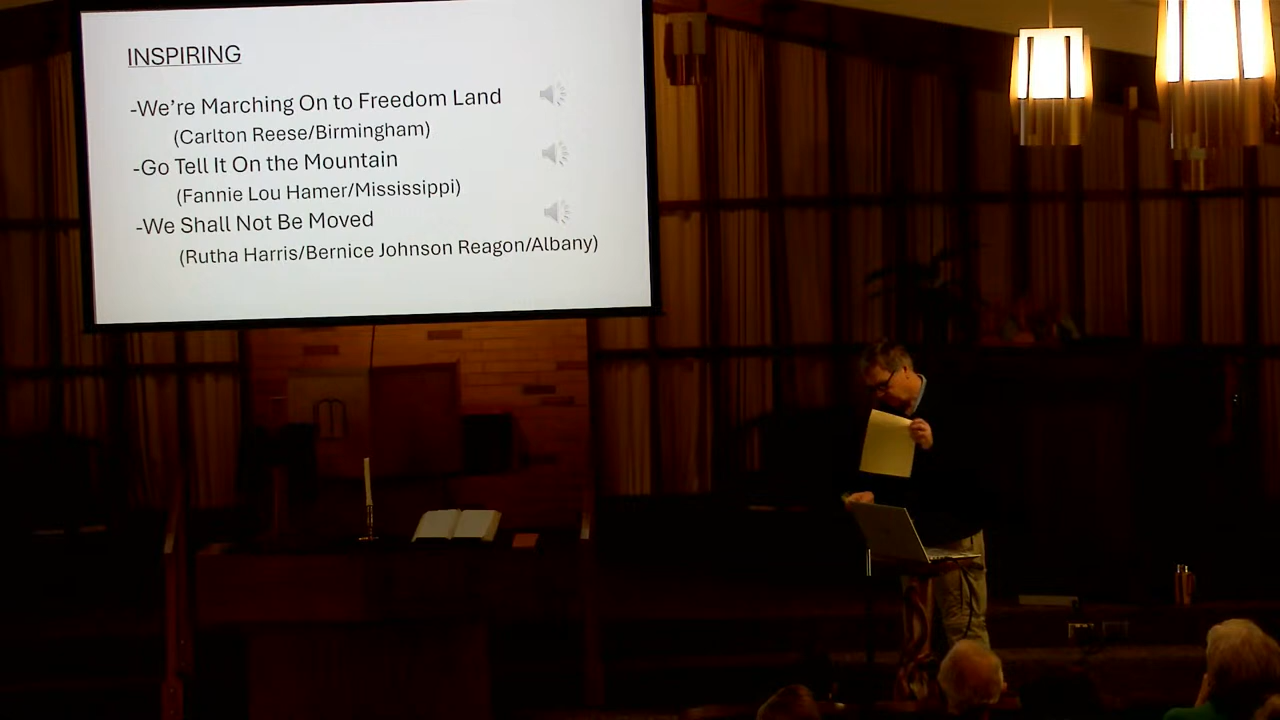 INSPIRING
-We're Marching On to Freedom Land
(Carlton Reese/Birmingham)
-Go Tell It On the Mountain
(Fannie Lou Hamer/Mississippi)
-We Shall Not Be Moved
(Rutha Harris/Bernice Johnson Reagon/Albany)